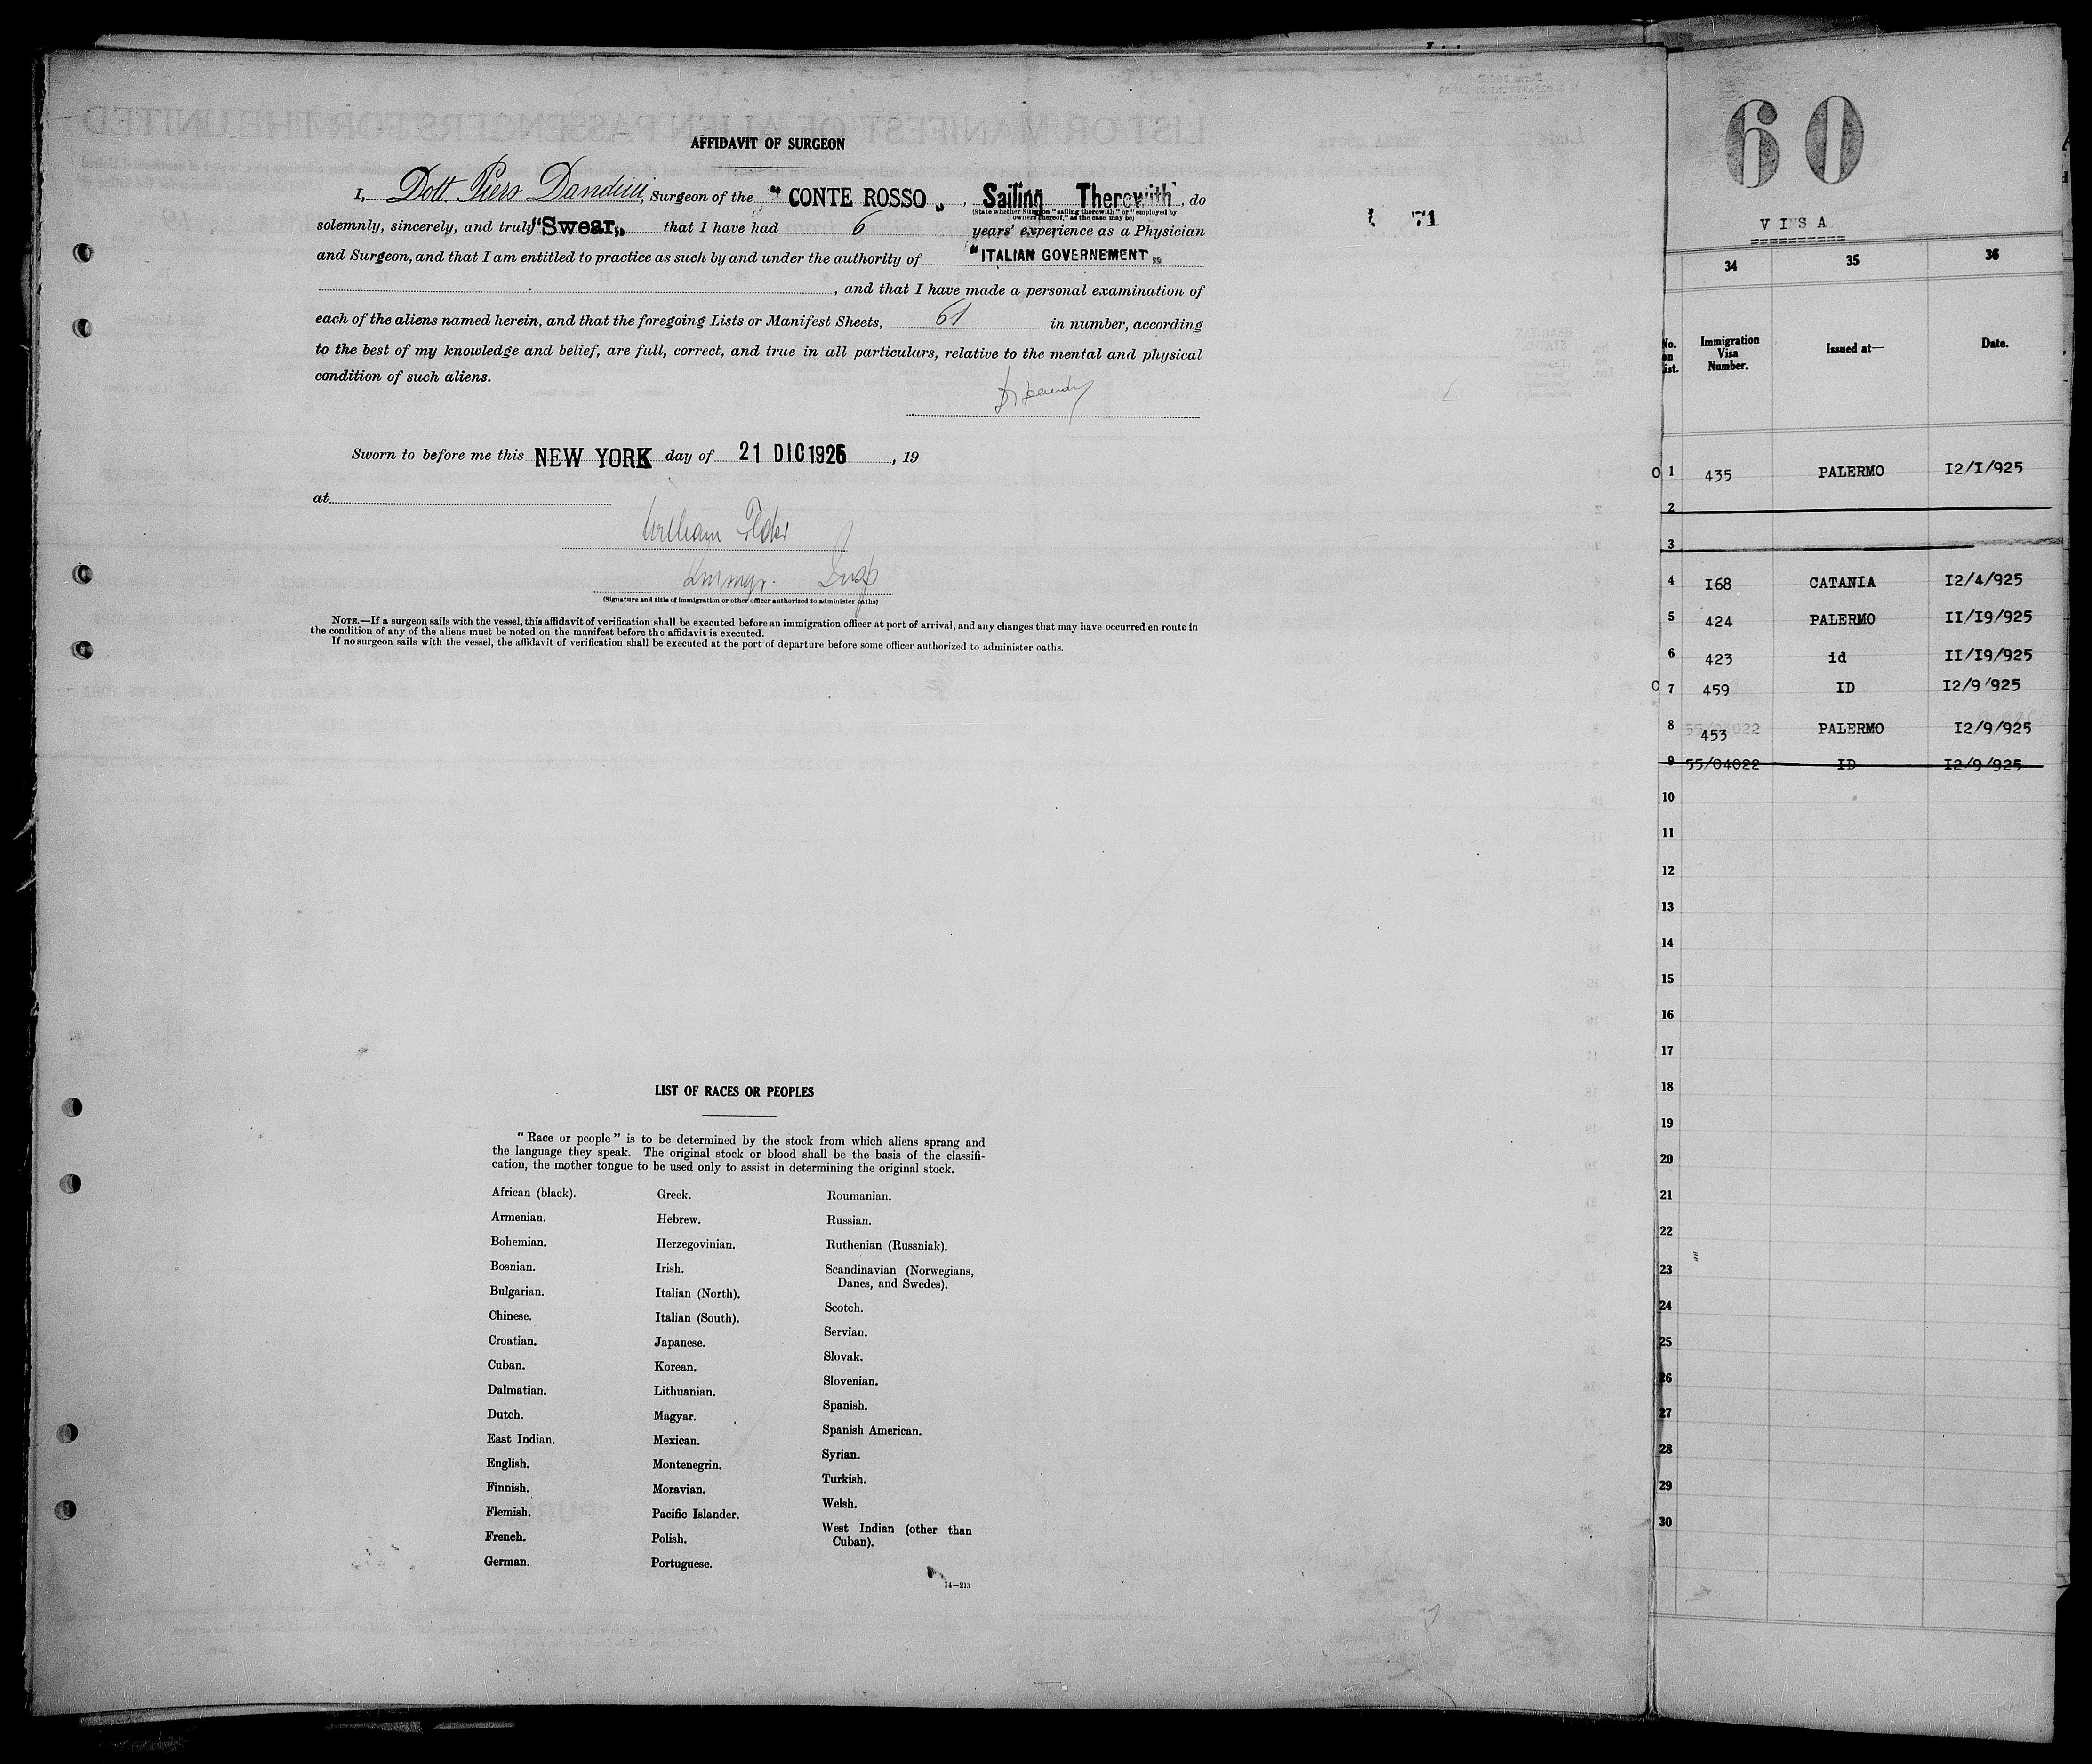 AFFIDAVIT OF SURGEON
I, Dott. Piero Dandini, Surgeon of the "CONTE ROSSO", Sailing Therewith, do
(State whether Surgeon "sailing therewith" or "employed by
owners thereof," as the case may be)
solemnly, sincerely, and truly "Swear" that I have had 6 years' experience as a Physician
and Surgeon, and that I am entitled to practice as such by and under the authority of "ITALIAN GOVERNEMENT"
, and that I have made a personal examination of
each of the aliens named herein, and that the foregoing Lists or Manifest Sheets, 61 in number, according
to the best of my knowledge and belief, are full, correct, and true in all particulars, relative to the mental and physical
condition of such aliens.
Sworn to before me this NEW YORK day of 21 DIC 1925, 19
at
William
Immgr. Insp
(Signature and title of immigration or other officer authorized to administer oaths)
NOTE.—If a surgeon sails with the vessel, this affidavit of verification shall be executed before an immigration officer at port of arrival, and any changes that may have occurred en route in
the condition of any of the aliens must be noted on the manifest before the affidavit is executed.
If no surgeon sails with the vessel, the affidavit of verification shall be executed at the port of departure before some officer authorized to administer oaths.
71
LIST OF RACES OR PEOPLES
"Race or people" is to be determined by the stock from which aliens sprang and
the language they speak. The original stock or blood shall be the basis of the classifi-
cation, the mother tongue to be used only to assist in determining the original stock.
African (black).
Armenian.
Bohemian.
Bosnian.
Bulgarian.
Chinese.
Croatian.
Cuban.
Dalmatian.
Dutch.
East Indian.
English.
Finnish.
Flemish.
French.
German.
Greek.
Hebrew.
Herzegovinian.
Irish.
Italian (North).
Italian (South).
Japanese.
Korean.
Lithuanian.
Magyar.
Mexican.
Montenegrin.
Moravian.
Pacific Islander.
Polish.
Portuguese.
Roumanian.
Russian.
Ruthenian (Russniak).
Scandinavian (Norwegians,
Danes, and Swedes).
Scotch.
Servian.
Slovak.
Slovenian.
Spanish.
Spanish American.
Syrian.
Turkish.
Welsh.
West Indian (other than
Cuban).
14—213
60
VISA
34 35 36
No. on List. Immigration Visa Number. Issued at— Date.
1 435 PALERMO I2/I/925
2
3
4 I68 CATANIA I2/4/925
5 424 PALERMO II/I9/925
6 423 id II/I9/925
7 459 ID I2/9/925
8 453 PALERMO I2/9/925
9 55/04022 ID I2/9/925
10
11
12
13
14
15
16
17
18
19
20
21
22
23
24
25
26
27
28
29
30